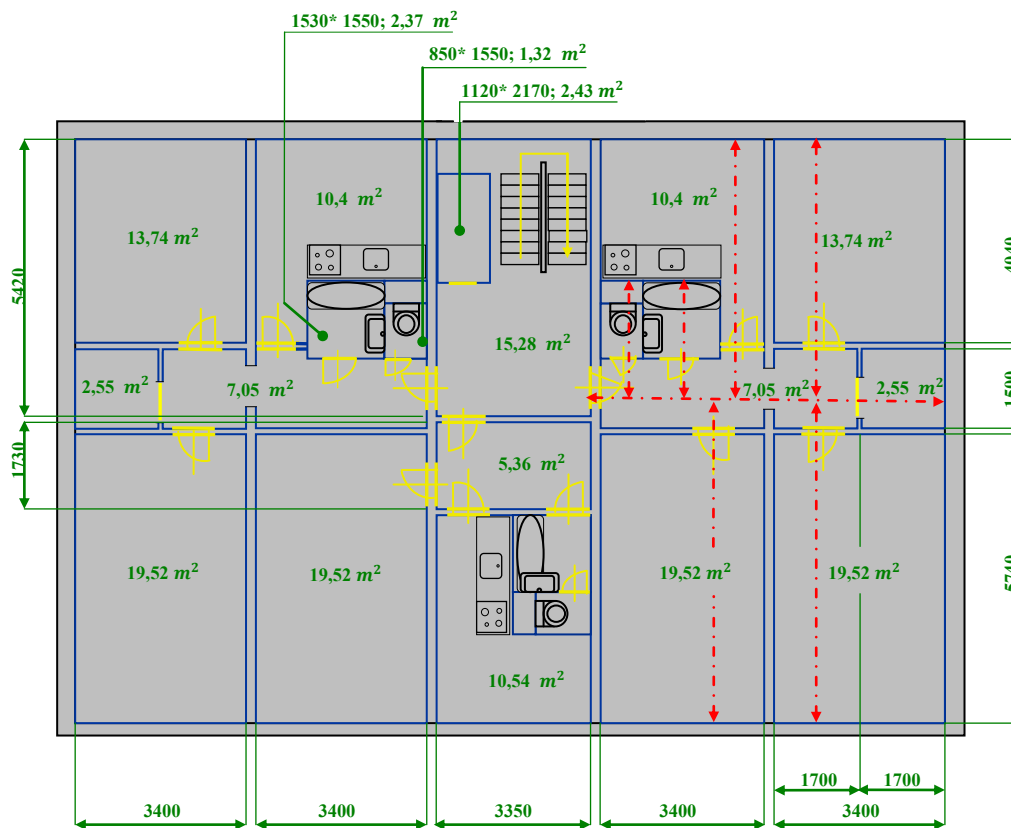 1530* 1550; 2,37 m²
850* 1550; 1,32 m²
1120* 2170; 2,43 m²
10,4 m²
10,4 m²
13,74 m²
13,74 m²
5420
4040
15,28 m²
2,55 m²
7,05 m²
7,05 m²
2,55 m²
1500
1730
5,36 m²
19,52 m²
19,52 m²
19,52 m²
19,52 m²
5740
10,54 m²
1700
1700
3400
3400
3350
3400
3400